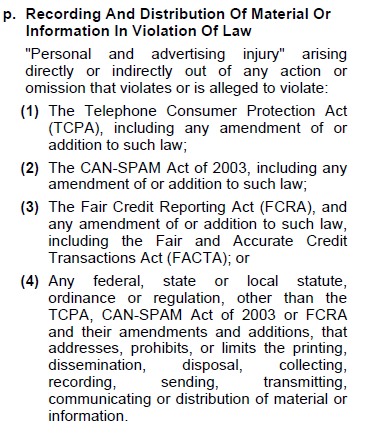 p. Recording And Distribution Of Material Or
Information In Violation Of Law
"Personal and advertising injury" arising
directly or indirectly out of any action or
omission that violates or is alleged to violate:
(1) The Telephone Consumer Protection Act
(TCPA), including any amendment of or
addition to such law;
(2) The CAN-SPAM Act of 2003, including any
amendment of or addition to such law;
(3) The Fair Credit Reporting Act (FCRA), and
any amendment of or addition to such law,
including the Fair and Accurate Credit
Transactions Act (FACTA); or
(4) Any federal, state or local statute,
ordinance or regulation, other than the
TCPA, CAN-SPAM Act of 2003 or FCRA
and their amendments and additions, that
addresses, prohibits, or limits the printing,
dissemination, disposal, collecting,
recording, sending, transmitting,
communicating or distribution of material or
information.